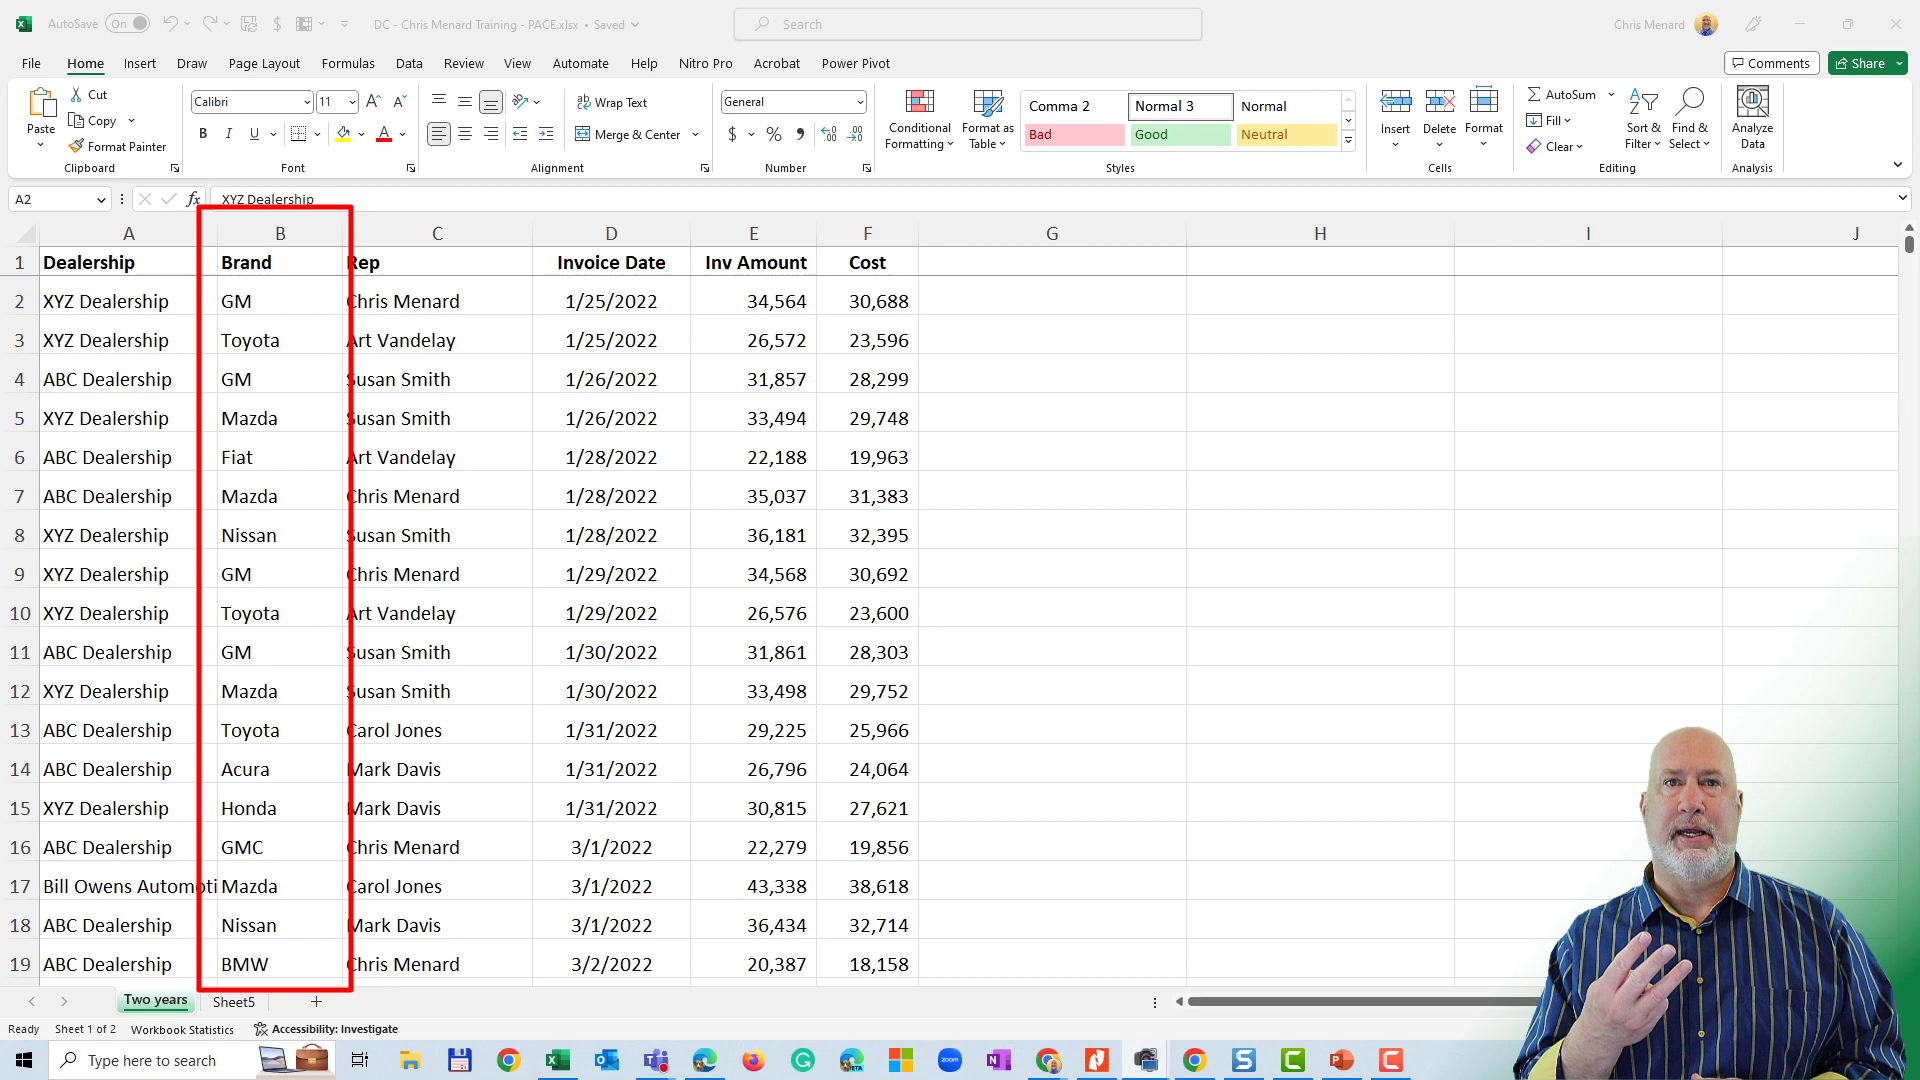 AutoSave On DC - Chris Menard Training - PACE.xlsx • Saved Search Chris Menard
File Home Insert Draw Page Layout Formulas Data Review View Automate Help Nitro Pro Acrobat Power Pivot Comments Share
Paste Cut Copy Format Painter Clipboard
Calibri 11 B I U A Font
Wrap Text Merge & Center Alignment
General $ % 9 Number
Conditional Formatting Format as Table
Comma 2 Normal 3 Normal
Bad Good Neutral
Styles
Insert Delete Format Cells
AutoSum Fill Clear Sort & Filter Find & Select Editing
Analyze Data Analysis
A2 fx XYZ Dealership
A B C D E F G H I J
1 Dealership Brand Rep Invoice Date Inv Amount Cost
2 XYZ Dealership GM Chris Menard 1/25/2022 34,564 30,688
3 XYZ Dealership Toyota Art Vandelay 1/25/2022 26,572 23,596
4 ABC Dealership GM Susan Smith 1/26/2022 31,857 28,299
5 XYZ Dealership Mazda Susan Smith 1/26/2022 33,494 29,748
6 ABC Dealership Fiat Art Vandelay 1/28/2022 22,188 19,963
7 ABC Dealership Mazda Chris Menard 1/28/2022 35,037 31,383
8 XYZ Dealership Nissan Susan Smith 1/28/2022 36,181 32,395
9 XYZ Dealership GM Chris Menard 1/29/2022 34,568 30,692
10 XYZ Dealership Toyota Art Vandelay 1/29/2022 26,576 23,600
11 ABC Dealership GM Susan Smith 1/30/2022 31,861 28,303
12 XYZ Dealership Mazda Susan Smith 1/30/2022 33,498 29,752
13 ABC Dealership Toyota Carol Jones 1/31/2022 29,225 25,966
14 ABC Dealership Acura Mark Davis 1/31/2022 26,796 24,064
15 XYZ Dealership Honda Mark Davis 1/31/2022 30,815 27,621
16 ABC Dealership GMC Chris Menard 3/1/2022 22,279 19,856
17 Bill Owens Automoti Mazda Carol Jones 3/1/2022 43,338 38,618
18 ABC Dealership Nissan Mark Davis 3/1/2022 36,434 32,714
19 ABC Dealership BMW Chris Menard 3/2/2022 20,387 18,158
Two years Sheet5
Ready Sheet 1 of 2 Workbook Statistics Accessibility: Investigate
Type here to search